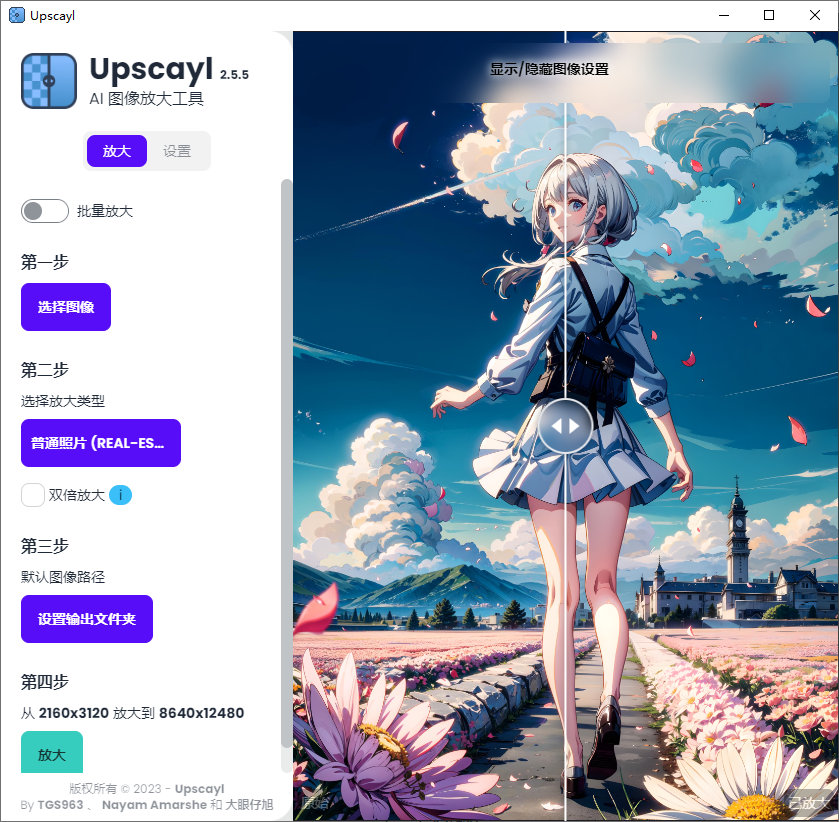 Upscayl
Upscayl 2.5.5
AI 图像放大工具
放大 设置
批量放大
第一步
选择图像
第二步
选择放大类型
普通照片 (REAL-ES...
双倍放大 i
第三步
默认图像路径
设置输出文件夹
第四步
从 2160x3120 放大到 8640x12480
放大
版权所有 © 2023 - Upscayl
By TGS963 、 Nayam Amarshe 和 大眼仔旭
显示/隐藏图像设置
原始
已放大